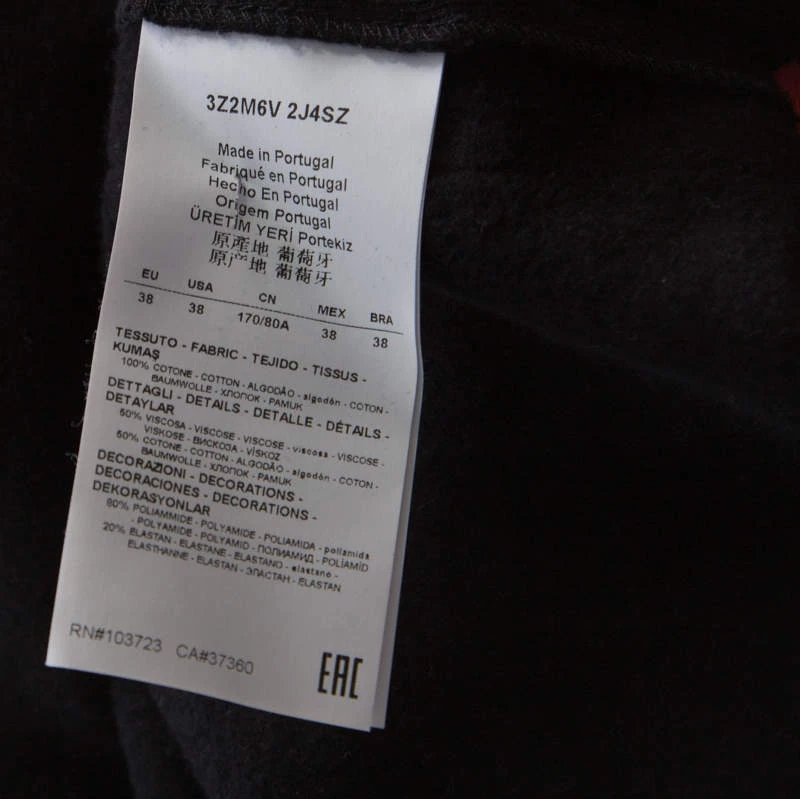 3Z2M6V 2J4SZ
Made in Portugal
Fabriqué en Portugal
Hecho En Portugal
Origem Portugal
ÜRETİM YERİ Portekiz
原產地 葡萄牙
原产地 葡萄牙
EU USA CN MEX BRA
38 38 170/80A 38 38
TESSUTO - FABRIC - TEJIDO - TISSUS -
KUMAŞ
100% COTONE - COTTON - ALGODÃO - algodón - COTON -
BAUMWOLLE - ХЛОПОК - PAMUK
DETTAGLI - DETAILS - DETALLE - DÉTAILS -
DETAYLAR
50% VISCOSA - VISCOSE - VISCOSE - viscosa - VISCOSE -
VISKOSE - ВИСКОЗА - VİSKOZ
50% COTONE - COTTON - ALGODÃO - algodón - COTON -
BAUMWOLLE - ХЛОПОК - PAMUK
DECORAZIONI - DECORATIONS -
DECORACIONES - DECORATIONS -
DEKORASYONLAR
80% POLIAMMIDE - POLYAMIDE - POLIAMIDA - poliamida
- POLYAMIDE - POLYAMID - ПОЛИАМИД - POLİAMİD
20% ELASTAN - ELASTANE - ELASTANO - elastano -
ELASTHANNE - ELASTAN - ЭЛАСТАН - ELASTAN
RN#103723 CA#37360
EAC